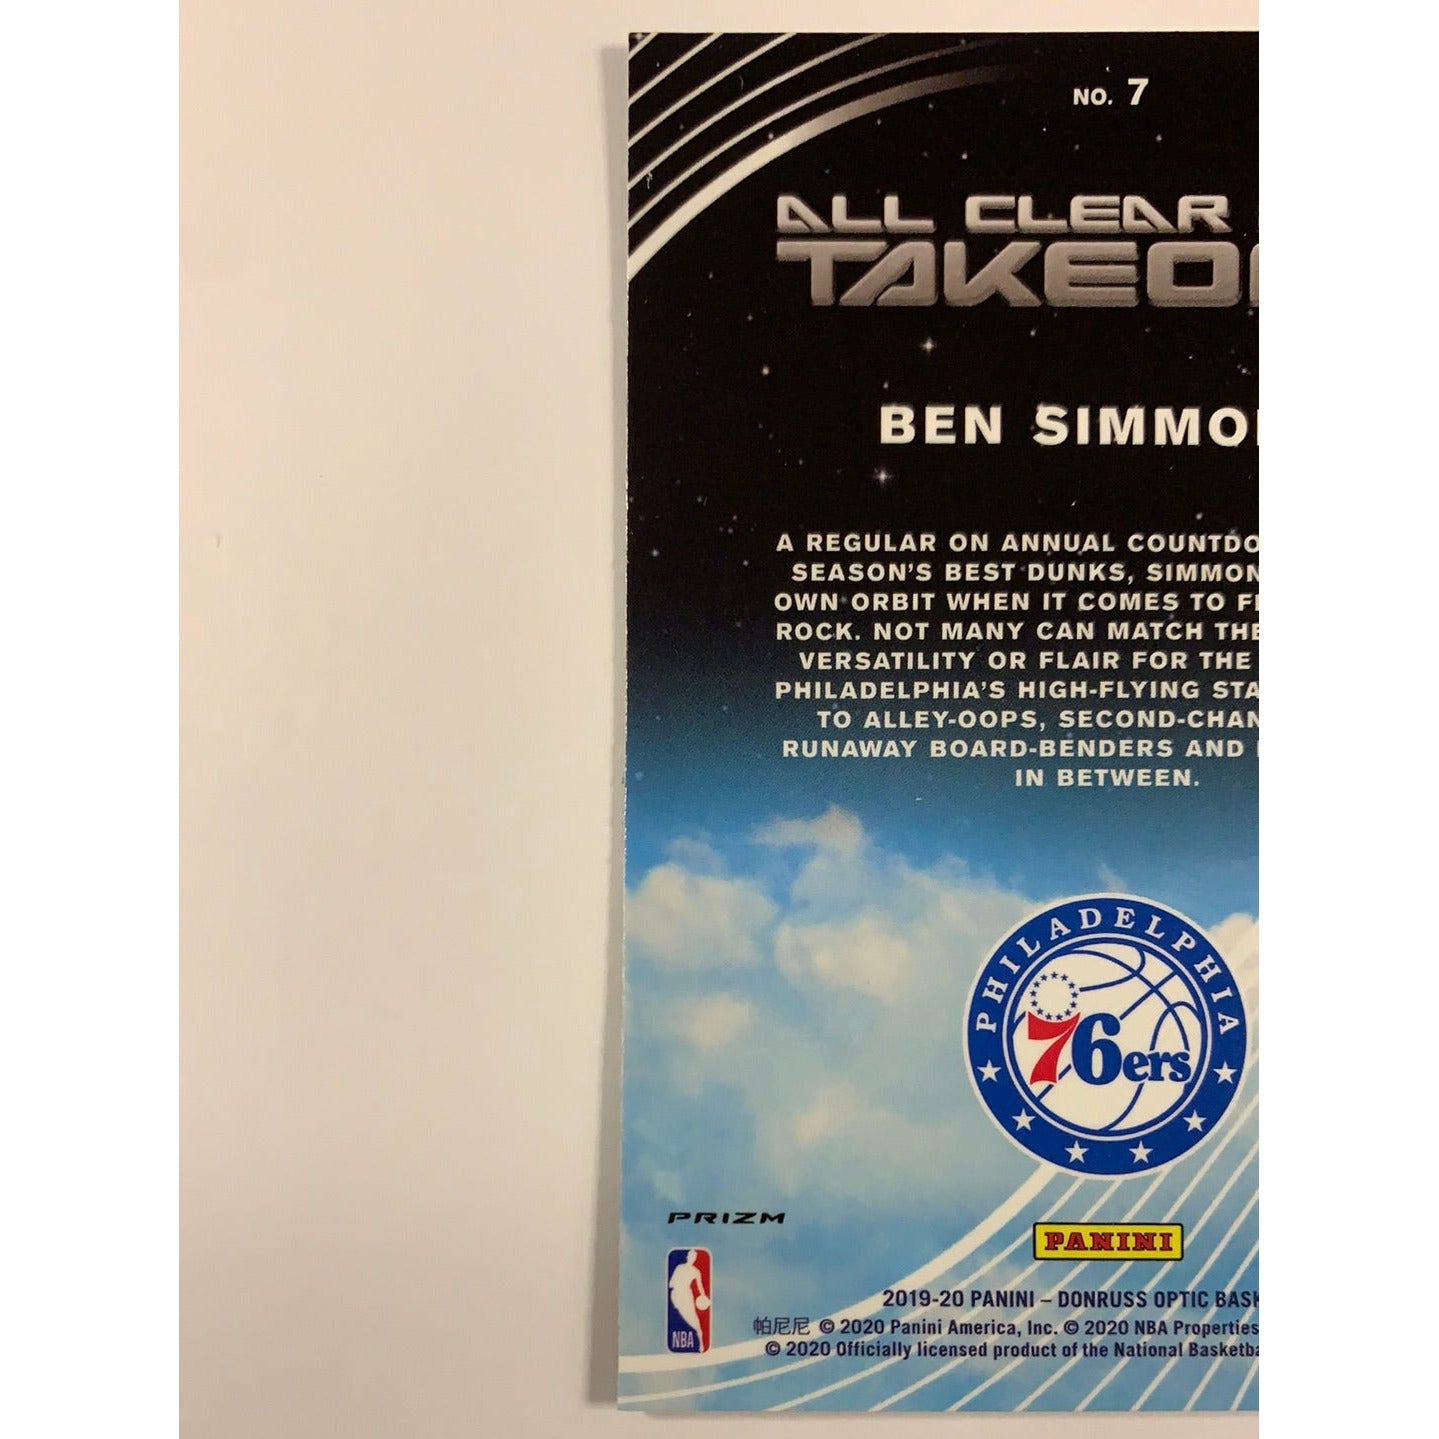 NO. 7
ALL CLEAR
TAKEO
BEN SIMMO
A REGULAR ON ANNUAL COUNTDO
SEASON'S BEST DUNKS, SIMMON
OWN ORBIT WHEN IT COMES TO F
ROCK. NOT MANY CAN MATCH THE
VERSATILITY OR FLAIR FOR THE
PHILADELPHIA'S HIGH-FLYING STA
TO ALLEY-OOPS, SECOND-CHAN
RUNAWAY BOARD-BENDERS AND
IN BETWEEN.
PHILADELPHIA
76ers
PRIZM
PANINI
NBA
2019-20 PANINI – DONRUSS OPTIC BASK
帕尼尼 © 2020 Panini America, Inc. © 2020 NBA Properties
© 2020 Officially licensed product of the National Basketba